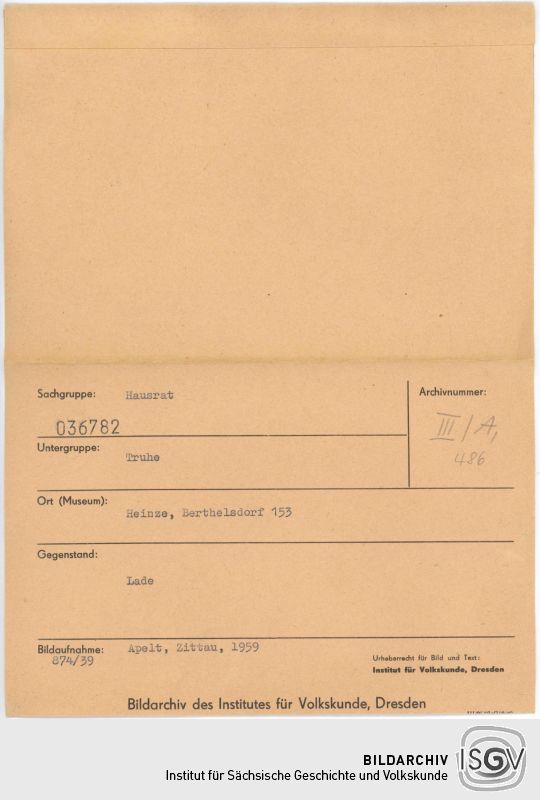 Sachgruppe: Hausrat
Archivnummer:
036782
III/A,
486
Untergruppe:
Truhe
Ort (Museum):
Heinze, Berthelsdorf 153
Gegenstand:
Lade
Bildaufnahme: Apelt, Zittau, 1959
874/39
Urheberrecht für Bild und Text:
Institut für Volkskunde, Dresden
Bildarchiv des Institutes für Volkskunde, Dresden
BILDARCHIV
Institut für Sächsische Geschichte und Volkskunde
ISGV